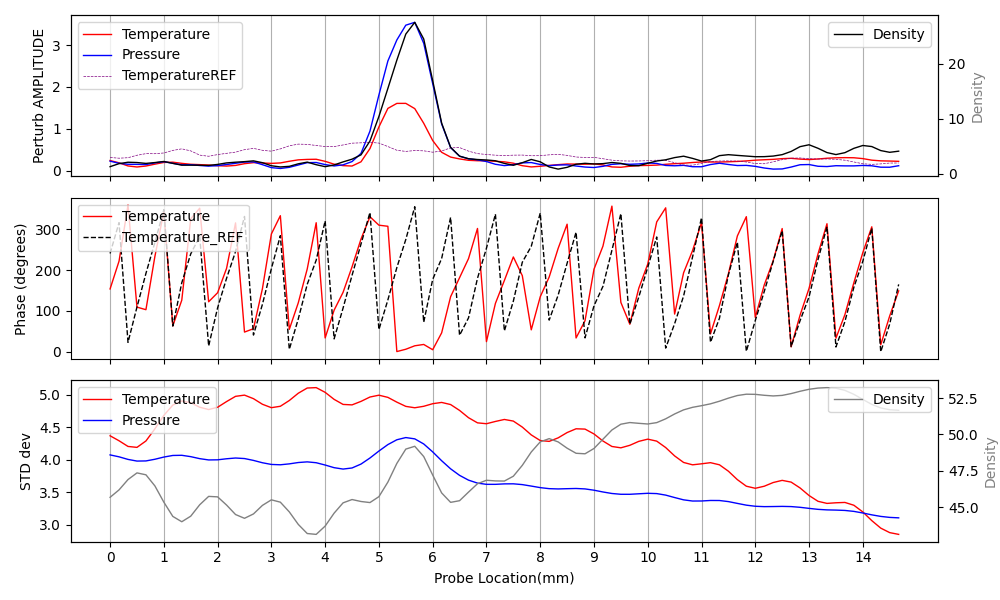 Perturb AMPLITUDE
3
2
1
0
Temperature
Pressure
TemperatureREF
Density
20
10
0
Density
Phase (degrees)
300
200
100
0
Temperature
Temperature_REF
STD dev
5.0
4.5
4.0
3.5
3.0
Temperature
Pressure
Density
52.5
50.0
47.5
45.0
Density
0 1 2 3 4 5 6 7 8 9 10 11 12 13 14
Probe Location(mm)